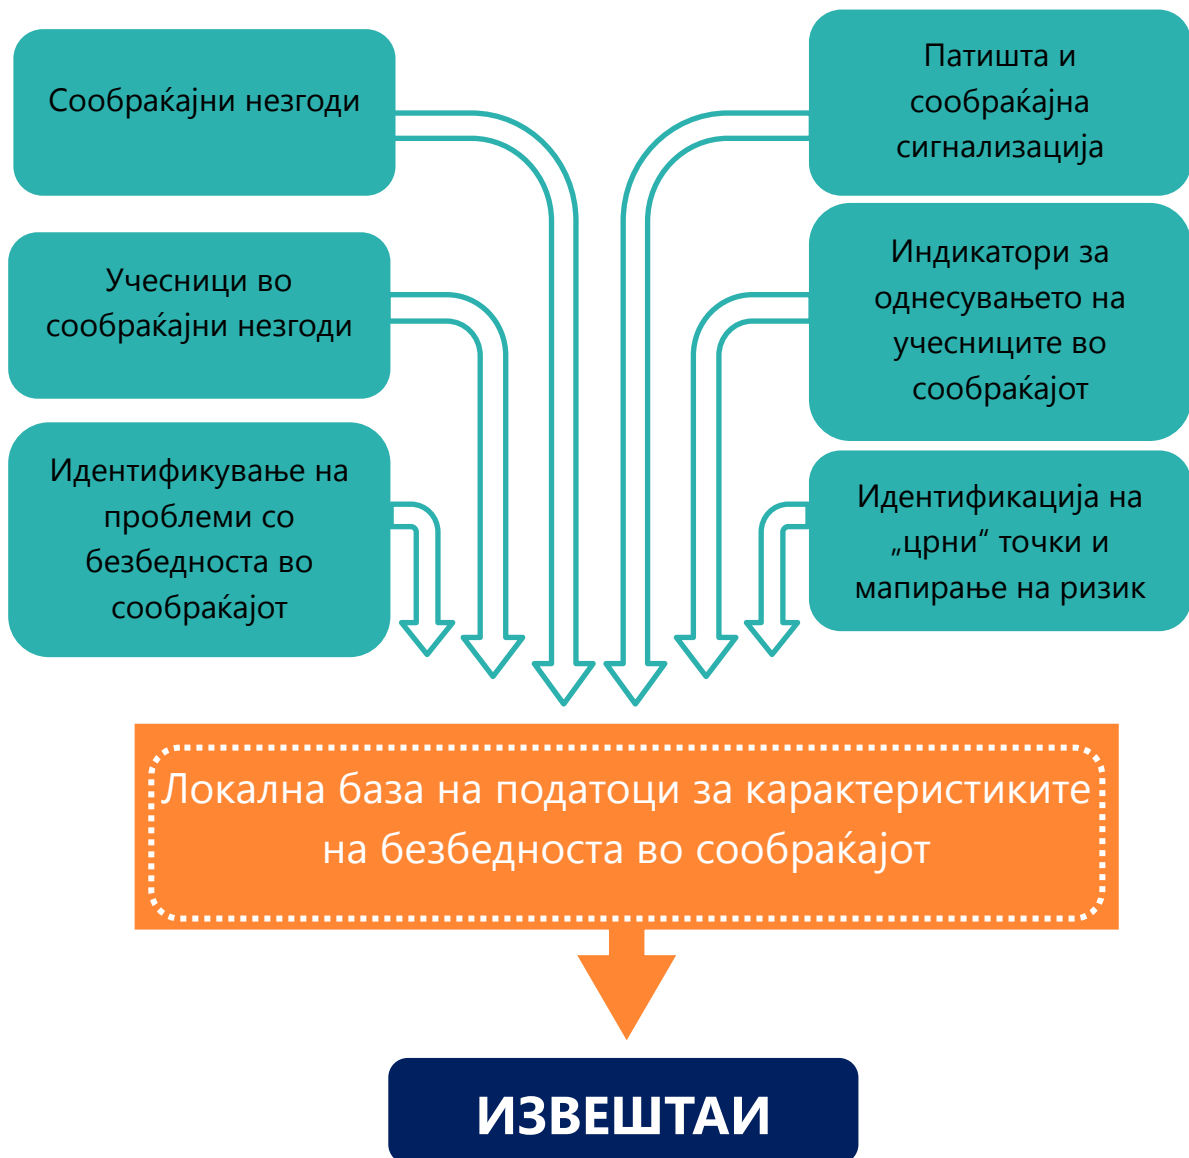 Сообраќајни незгоди
Учесници во
сообраќајни незгоди
Идентификување на
проблеми со
безбедноста во
сообраќајот
Патишта и
сообраќајна
сигнализација
Индикатори за
однесувањето на
учесниците во
сообраќајот
Идентификација на
„црни“ точки и
мапирање на ризик
Локална база на податоци за карактеристиките
на безбедноста во сообраќајот
ИЗВЕШТАИ